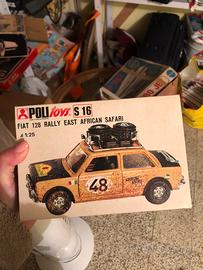 POLItoys S 16
FIAT 128 RALLY EAST AFRICAN SAFARI
1:25
48